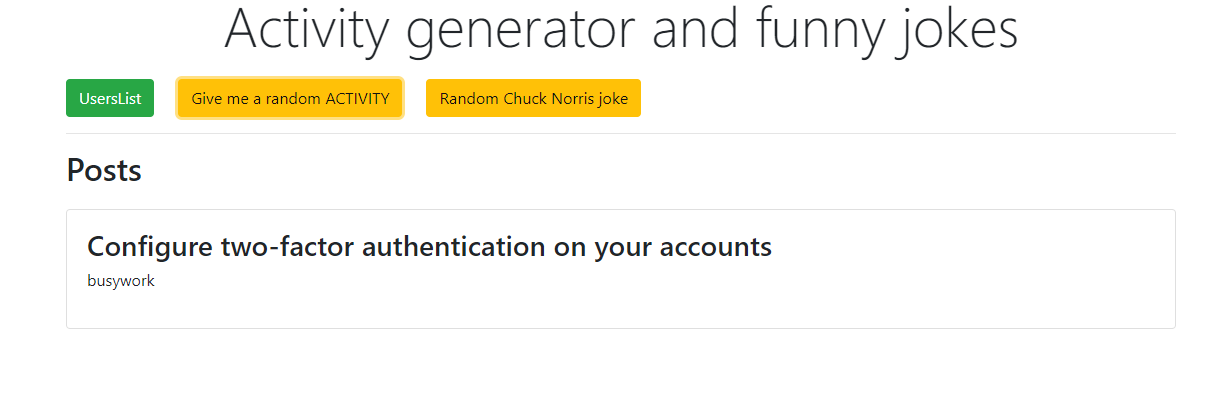 Activity generator and funny jokes
UsersList
Give me a random ACTIVITY
Random Chuck Norris joke
Posts
Configure two-factor authentication on your accounts
busywork